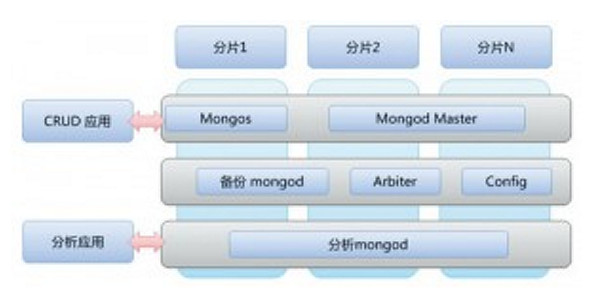 分片1
分片2
分片N
CRUD 应用
Mongos
Mongod Master
备份 mongod
Arbiter
Config
分析应用
分析mongod